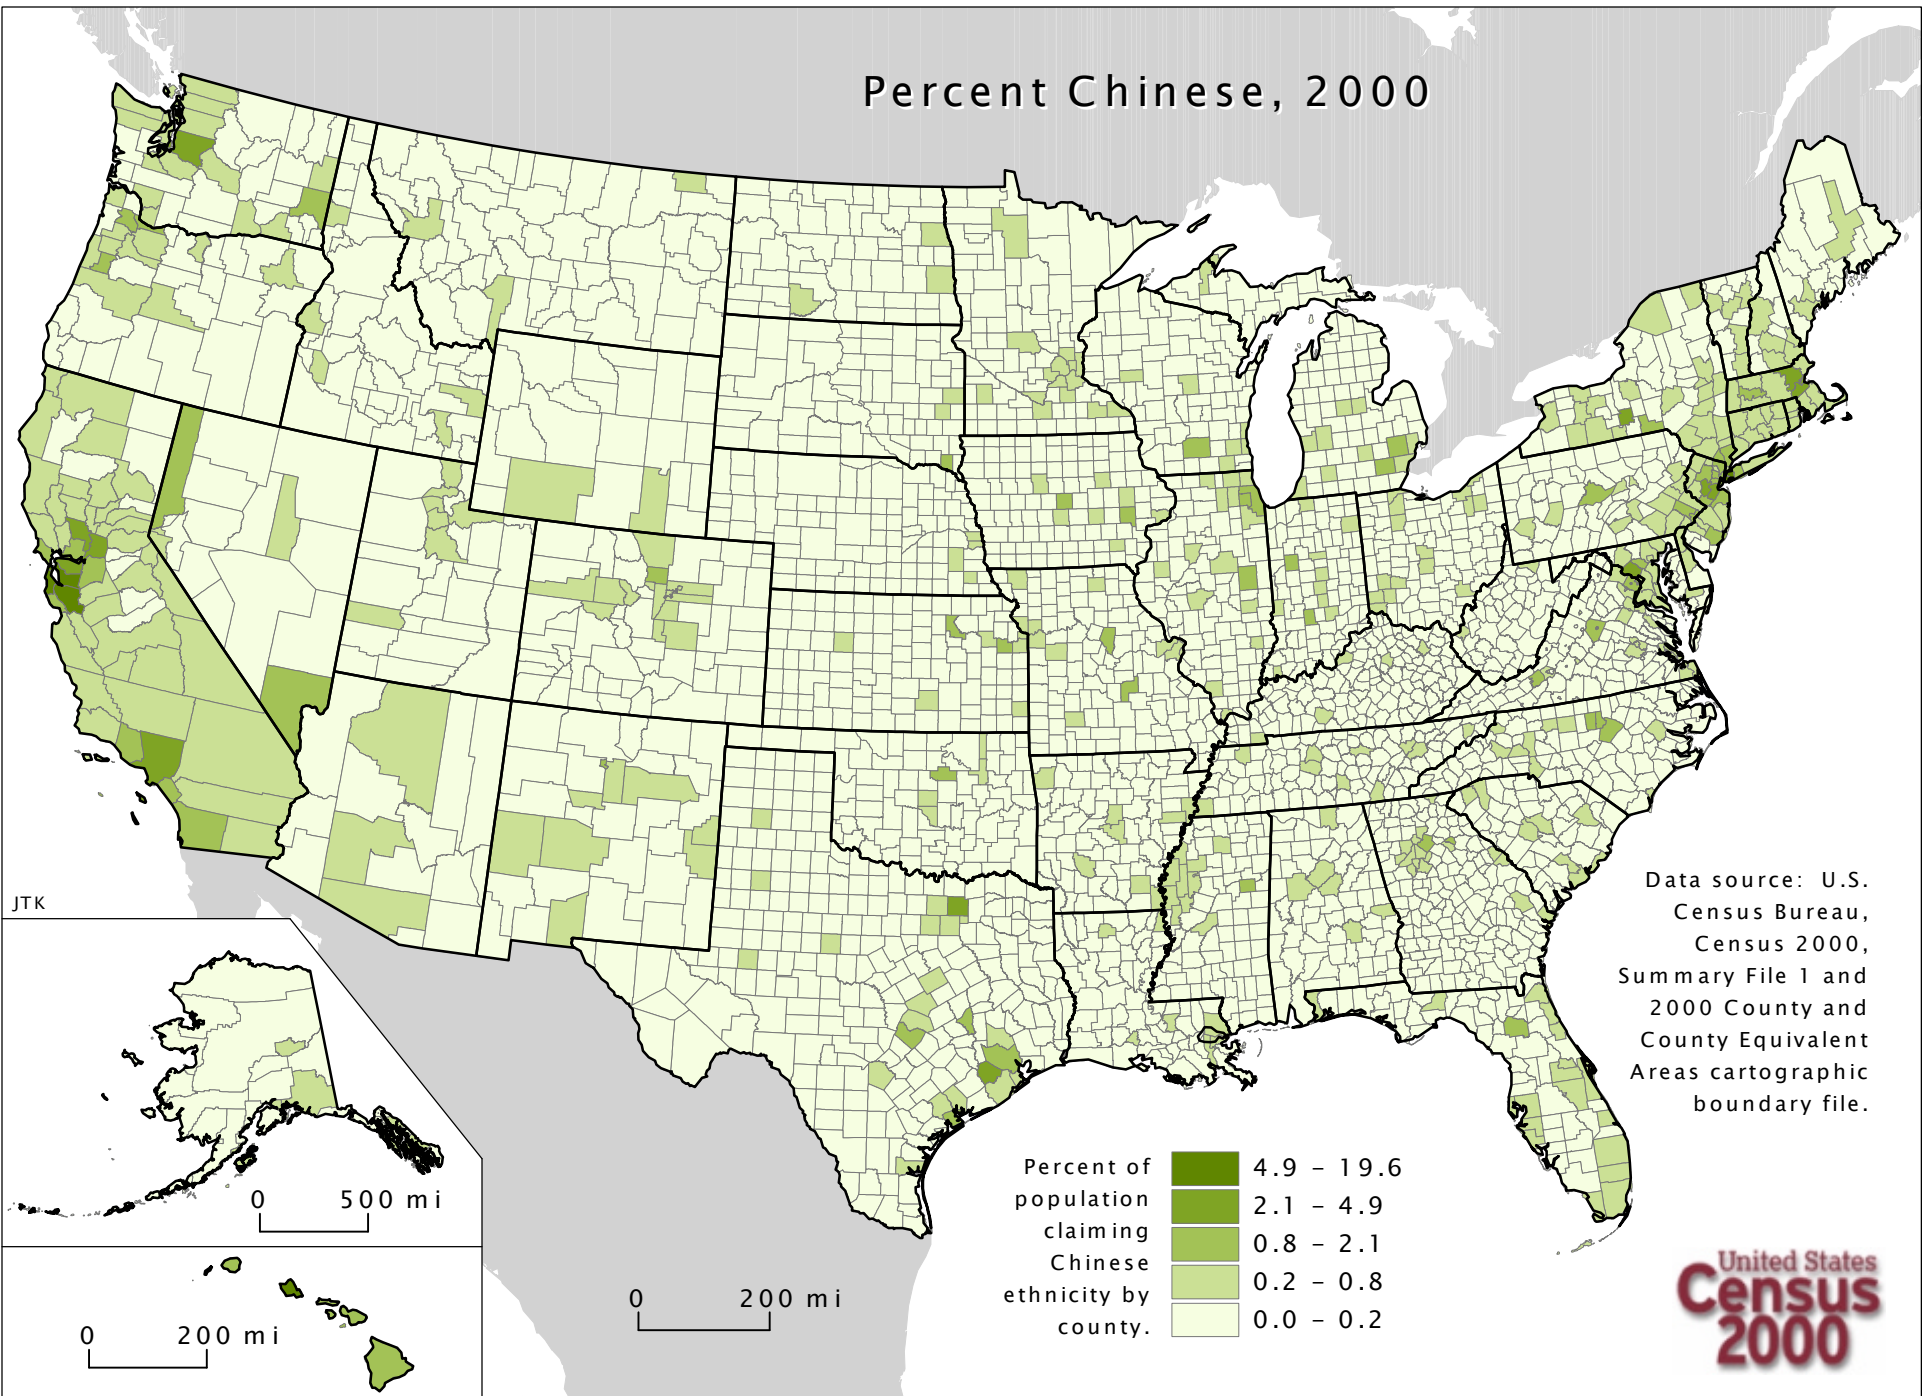 Percent Chinese, 2000
JTK
Data source: U.S.
Census Bureau,
Census 2000,
Summary File 1 and
2000 County and
County Equivalent
Areas cartographic
boundary file.
0 500 mi
0 200 mi
0 200 mi
Percent of
population
claiming
Chinese
ethnicity by
county.
4.9 – 19.6
2.1 – 4.9
0.8 – 2.1
0.2 – 0.8
0.0 – 0.2
United States
Census
2000